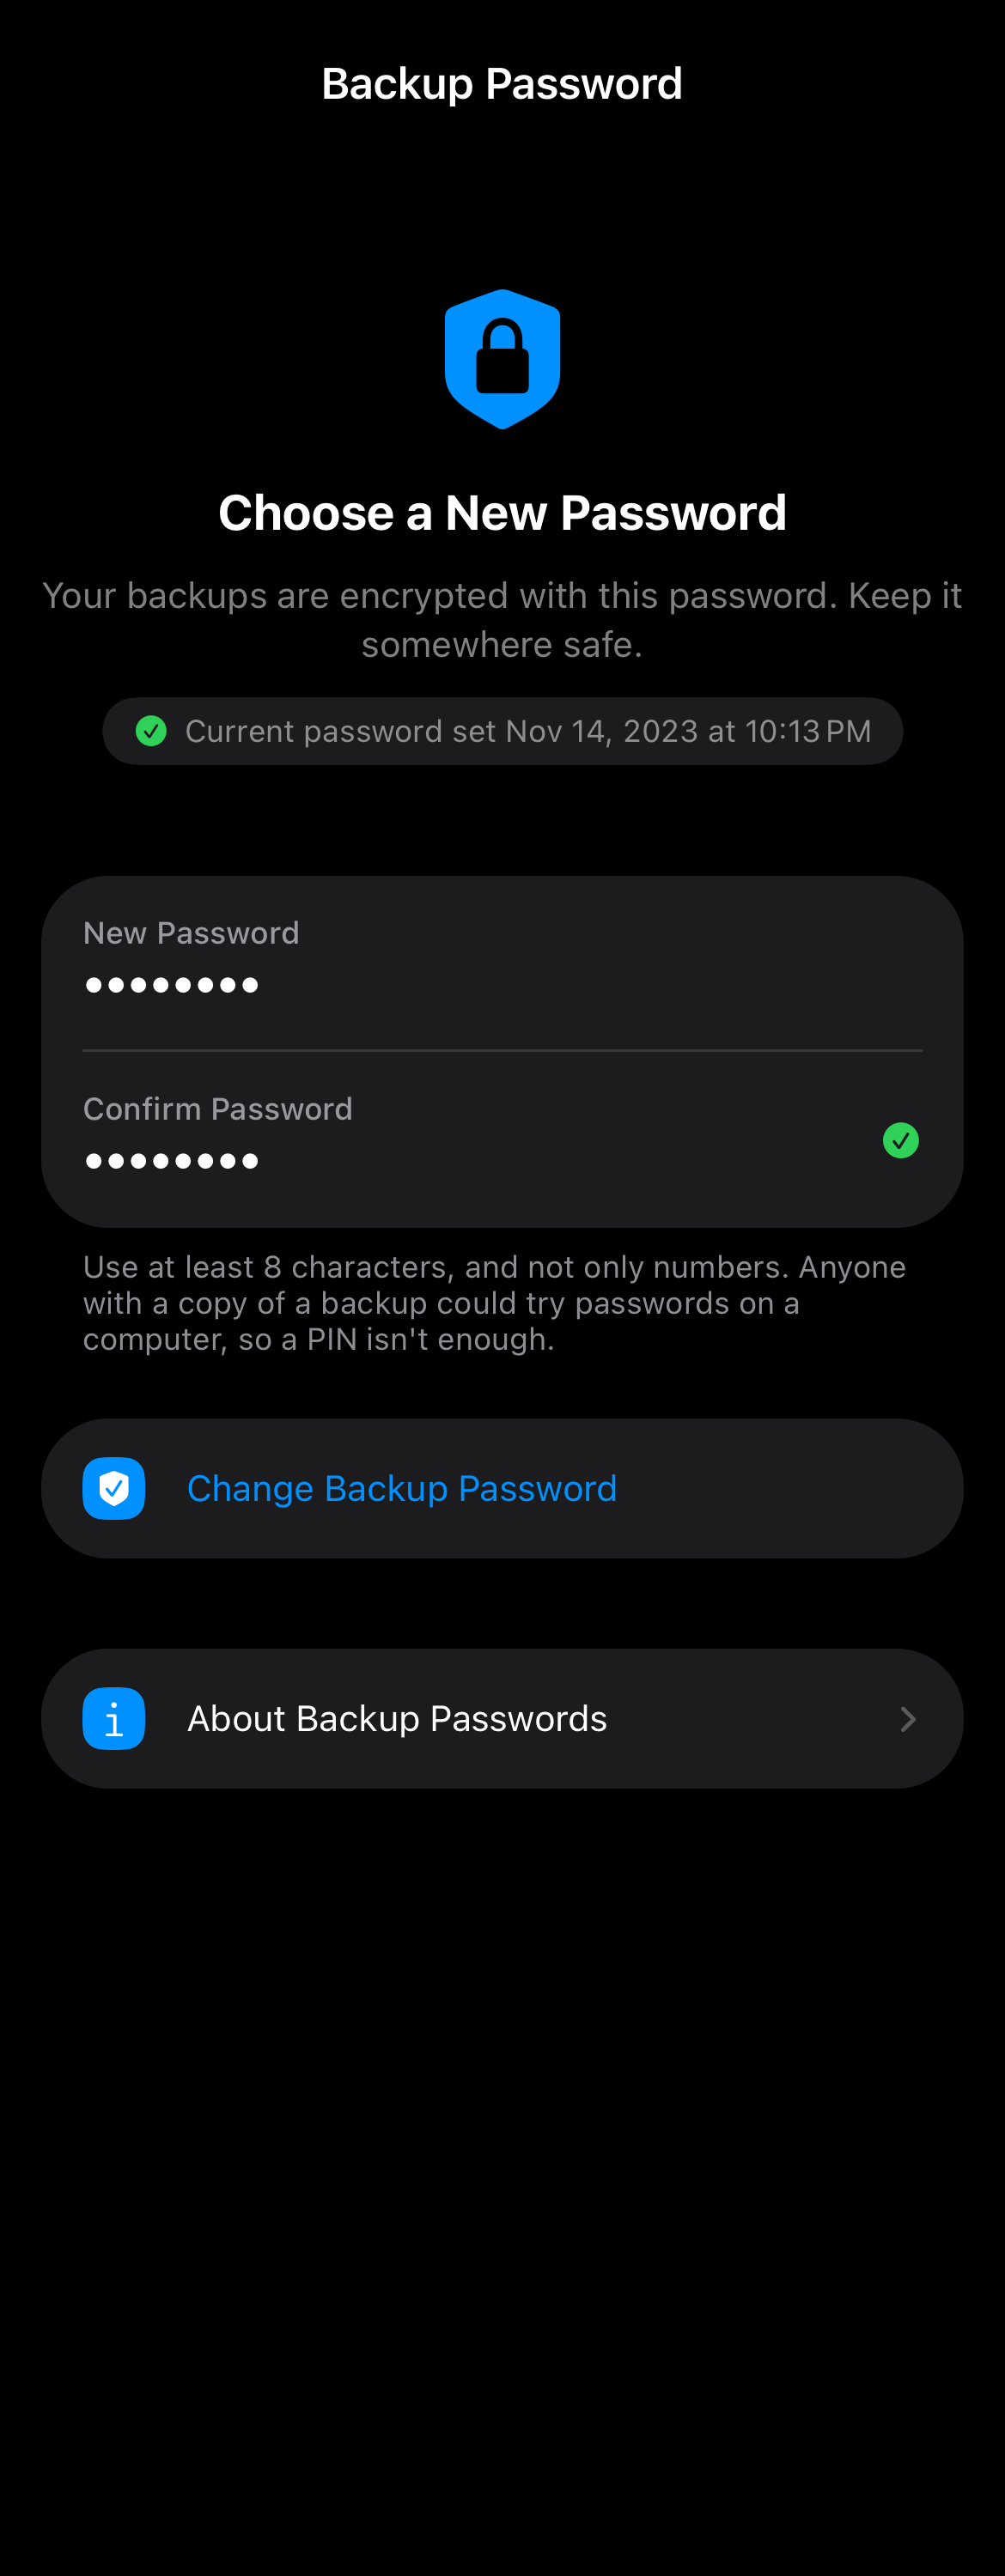 Backup Password
Choose a New Password
Your backups are encrypted with this password. Keep it
somewhere safe.
Current password set Nov 14, 2023 at 10:13 PM
New Password
••••••••
Confirm Password
••••••••
Use at least 8 characters, and not only numbers. Anyone
with a copy of a backup could try passwords on a
computer, so a PIN isn't enough.
Change Backup Password
About Backup Passwords